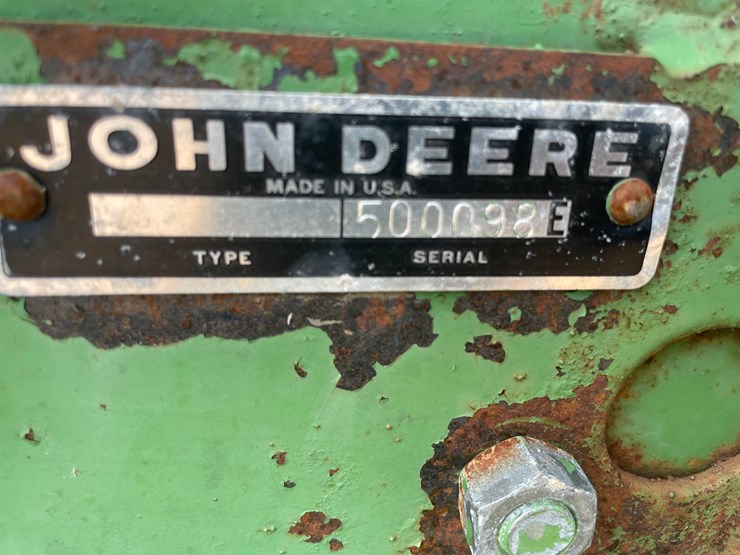 JOHN DEERE
MADE IN U.S.A.
500098E
TYPE SERIAL